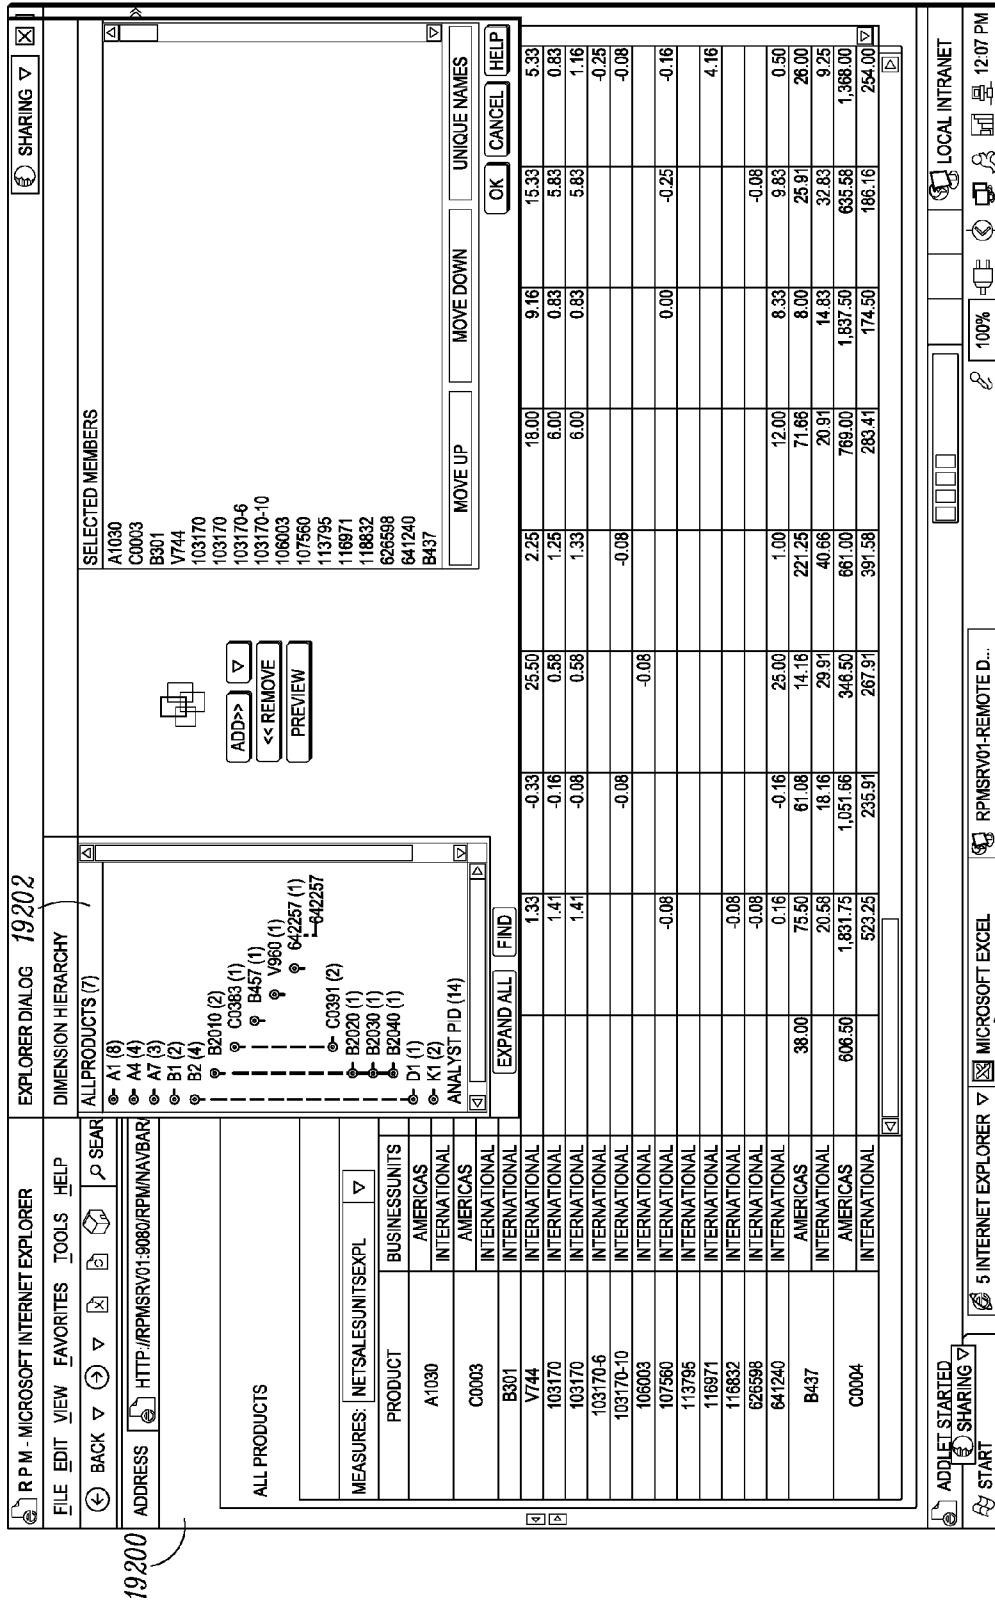 19200
R P M - MICROSOFT INTERNET EXPLORER
FILE EDIT VIEW FAVORITES TOOLS HELP
BACK SEAR
ADDRESS HTTP://RPMSRV01:9080/RPM/NAVBAR/
EXPLORER DIALOG
19202
SHARING
DIMENSION HIERARCHY
ALLPRODUCTS (7)
A1 (8)
A4 (4)
A7 (3)
B1 (2)
B2 (4)
B2010 (2)
C0383 (1)
B457 (1)
V960 (1)
642257 (1)
642257
C0391 (2)
B2020 (1)
B2030 (1)
B2040 (1)
D1 (1)
K1 (2)
ANALYST PID (14)
EXPAND ALL FIND
ADD>>
<< REMOVE
PREVIEW
SELECTED MEMBERS
A1030
C0003
B301
V744
103170
103170
103170-6
103170-10
106003
107560
113795
116971
118832
626598
641240
B437
MOVE UP MOVE DOWN UNIQUE NAMES
OK CANCEL HELP
ALL PRODUCTS
MEASURES: NETSALESUNITSEXPL
PRODUCT BUSINESSUNITS
A1030 AMERICAS
INTERNATIONAL
C0003 AMERICAS
INTERNATIONAL
B301 INTERNATIONAL
V744 INTERNATIONAL 1.33 -0.33 25.50 2.25 18.00 9.16 15.33 5.33
103170 INTERNATIONAL 1.41 -0.16 0.58 1.25 6.00 0.83 5.83 0.83
103170 INTERNATIONAL 1.41 -0.08 0.58 1.33 6.00 0.83 5.83 1.16
103170-6 INTERNATIONAL -0.25
103170-10 INTERNATIONAL -0.08 -0.08 -0.08
106003 INTERNATIONAL -0.08
107560 INTERNATIONAL -0.08 0.00 -0.25 -0.16
113795 INTERNATIONAL
116971 INTERNATIONAL 4.16
116832 INTERNATIONAL -0.08
626598 INTERNATIONAL -0.08 -0.08
641240 INTERNATIONAL 0.16 -0.16 25.00 1.00 12.00 8.33 9.83 0.50
B437 AMERICAS 38.00 75.50 61.08 14.16 221.25 71.66 8.00 25.91 26.00
INTERNATIONAL 20.58 18.16 29.91 40.66 20.91 14.83 32.83 9.25
C0004 AMERICAS 606.50 1,831.75 1,051.66 346.50 661.00 769.00 1,837.50 635.58 1,368.00
INTERNATIONAL 523.25 235.91 267.91 391.58 283.41 174.50 186.16 254.00
ADDLET STARTED LOCAL INTRANET
SHARING
START 5 INTERNET EXPLORER MICROSOFT EXCEL RPMSRV01-REMOTE D... 100% 12:07 PM